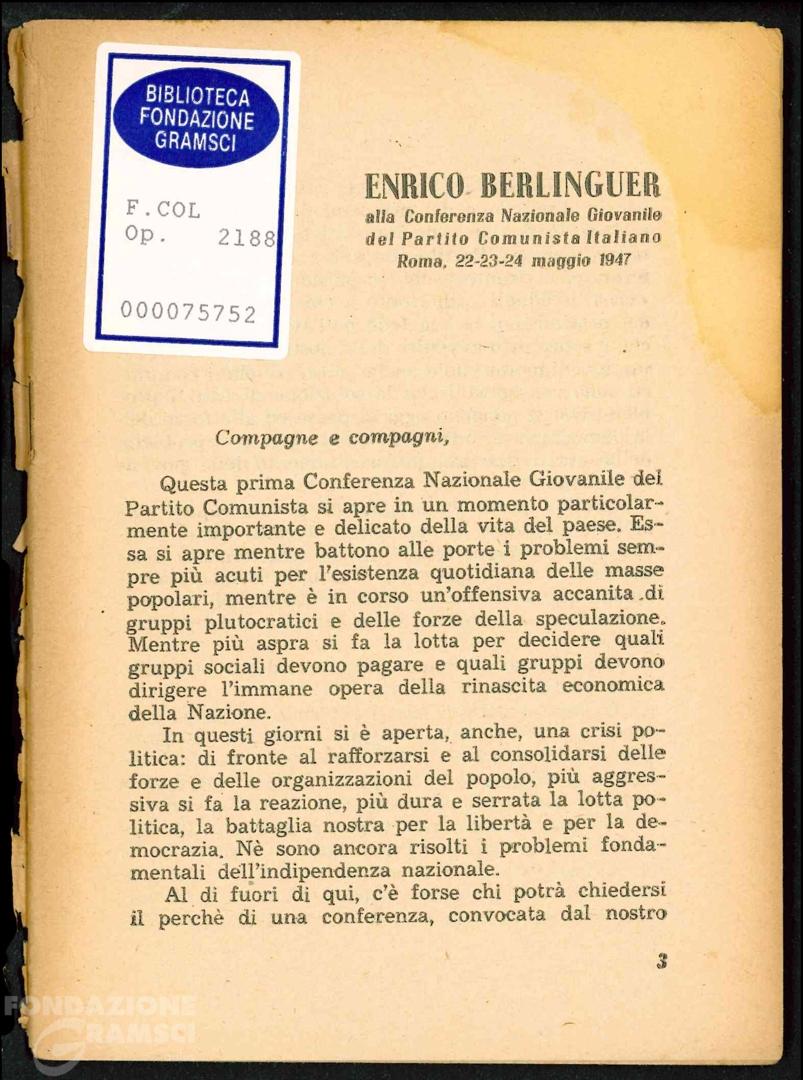 BIBLIOTECA
FONDAZIONE
GRAMSCI
F.COL
Op. 2188
000075752
ENRICO BERLINGUER
alla Conferenza Nazionale Giovanile
del Partito Comunista Italiano
Roma, 22-23-24 maggio 1947
Compagne e compagni,
Questa prima Conferenza Nazionale Giovanile del
Partito Comunista si apre in un momento particolar-
mente importante e delicato della vita del paese. Es-
sa si apre mentre battono alle porte i problemi sem-
pre più acuti per l'esistenza quotidiana delle masse
popolari, mentre è in corso un'offensiva accanita di
gruppi plutocratici e delle forze della speculazione.
Mentre più aspra si fa la lotta per decidere quali
gruppi sociali devono pagare e quali gruppi devono
dirigere l'immane opera della rinascita economica
della Nazione.
In questi giorni si è aperta, anche, una crisi po-
litica: di fronte al rafforzarsi e al consolidarsi delle
forze e delle organizzazioni del popolo, più aggres-
siva si fa la reazione, più dura e serrata la lotta po-
litica, la battaglia nostra per la libertà e per la de-
mocrazia. Nè sono ancora risolti i problemi fonda-
mentali dell'indipendenza nazionale.
Al di fuori di qui, c'è forse chi potrà chiedersi
il perchè di una conferenza, convocata dal nostro
3
FONDAZIONE
GRAMSCI